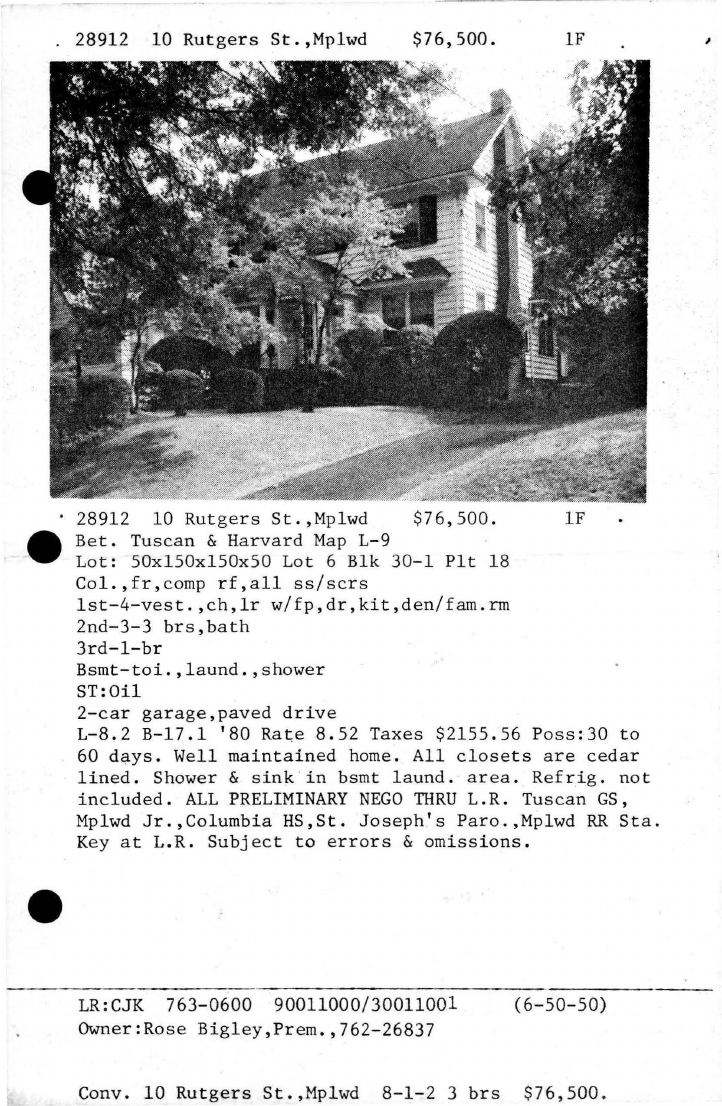 28912 10 Rutgers St.,Mplwd $76,500. 1F
28912 10 Rutgers St.,Mplwd $76,500. 1F
Bet. Tuscan & Harvard Map L-9
Lot: 50x150x150x50 Lot 6 Blk 30-1 Plt 18
Col.,fr,comp rf,all ss/scrs
1st-4-vest.,ch,lr w/fp,dr,kit,den/fam.rm
2nd-3-3 brs,bath
3rd-1-br
Bsmt-toi.,laund.,shower
ST:Oil
2-car garage,paved drive
L-8.2 B-17.1 '80 Rate 8.52 Taxes $2155.56 Poss:30 to
60 days. Well maintained home. All closets are cedar
lined. Shower & sink in bsmt laund. area. Refrig. not
included. ALL PRELIMINARY NEGO THRU L.R. Tuscan GS,
Mplwd Jr.,Columbia HS,St. Joseph's Paro.,Mplwd RR Sta.
Key at L.R. Subject to errors & omissions.
LR:CJK 763-0600 90011000/30011001 (6-50-50)
Owner:Rose Bigley,Prem.,762-26837
Conv. 10 Rutgers St.,Mplwd 8-1-2 3 brs $76,500.